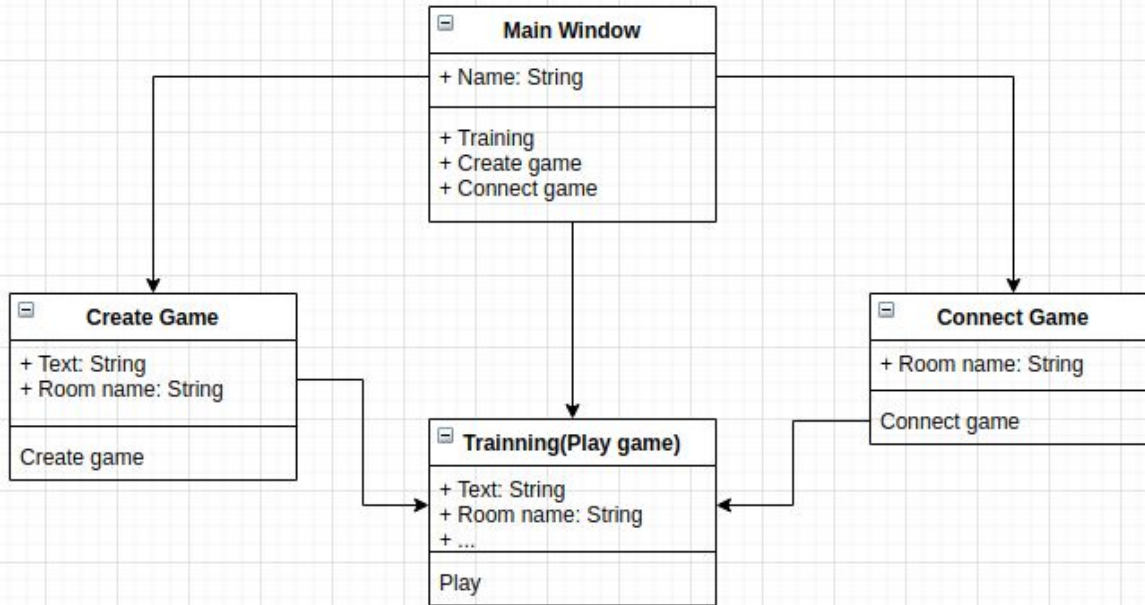 Main Window
+ Name: String
+ Training
+ Create game
+ Connect game
Create Game
+ Text: String
+ Room name: String
Create game
Connect Game
+ Room name: String
Connect game
Trainning(Play game)
+ Text: String
+ Room name: String
+ ...
Play